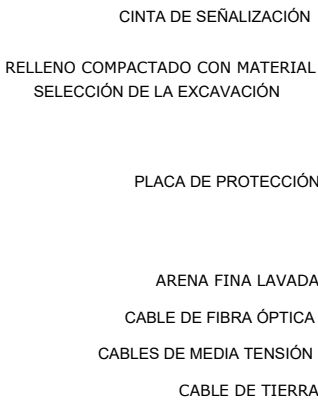 CINTA DE SEÑALIZACIÓN
RELLENO COMPACTADO CON MATERIAL
SELECCIÓN DE LA EXCAVACIÓN
PLACA DE PROTECCIÓN
ARENA FINA LAVADA
CABLE DE FIBRA ÓPTICA
CABLES DE MEDIA TENSIÓN
CABLE DE TIERRA